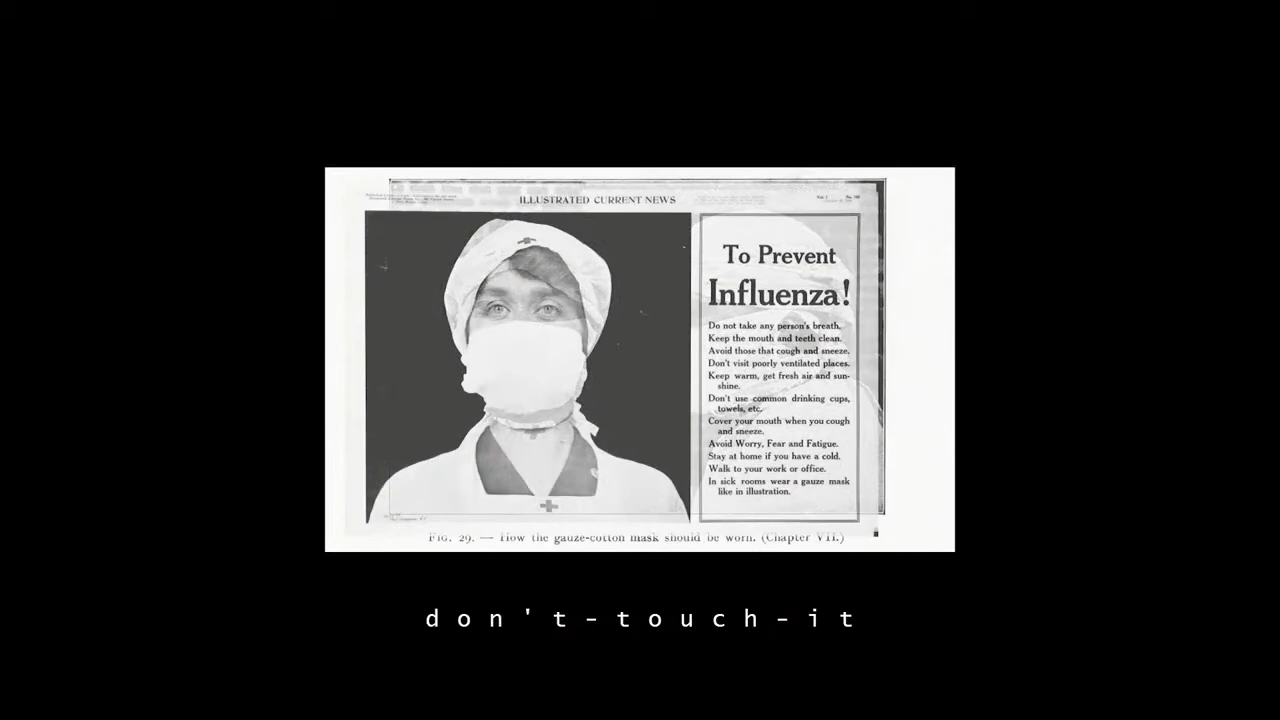 ILLUSTRATED CURRENT NEWS
To Prevent
Influenza!
Do not take any person's breath.
Keep the mouth and teeth clean.
Avoid those that cough and sneeze.
Don't visit poorly ventilated places.
Keep warm, get fresh air and sun-
shine.
Don't use common drinking cups,
towels, etc.
Cover your mouth when you cough
and sneeze.
Avoid Worry, Fear and Fatigue.
Stay at home if you have a cold.
Walk to your work or office.
In sick rooms wear a gauze mask
like in illustration.
FIG. 29. — How the gauze-cotton mask should be worn. (Chapter VII.)
don't-touch-it